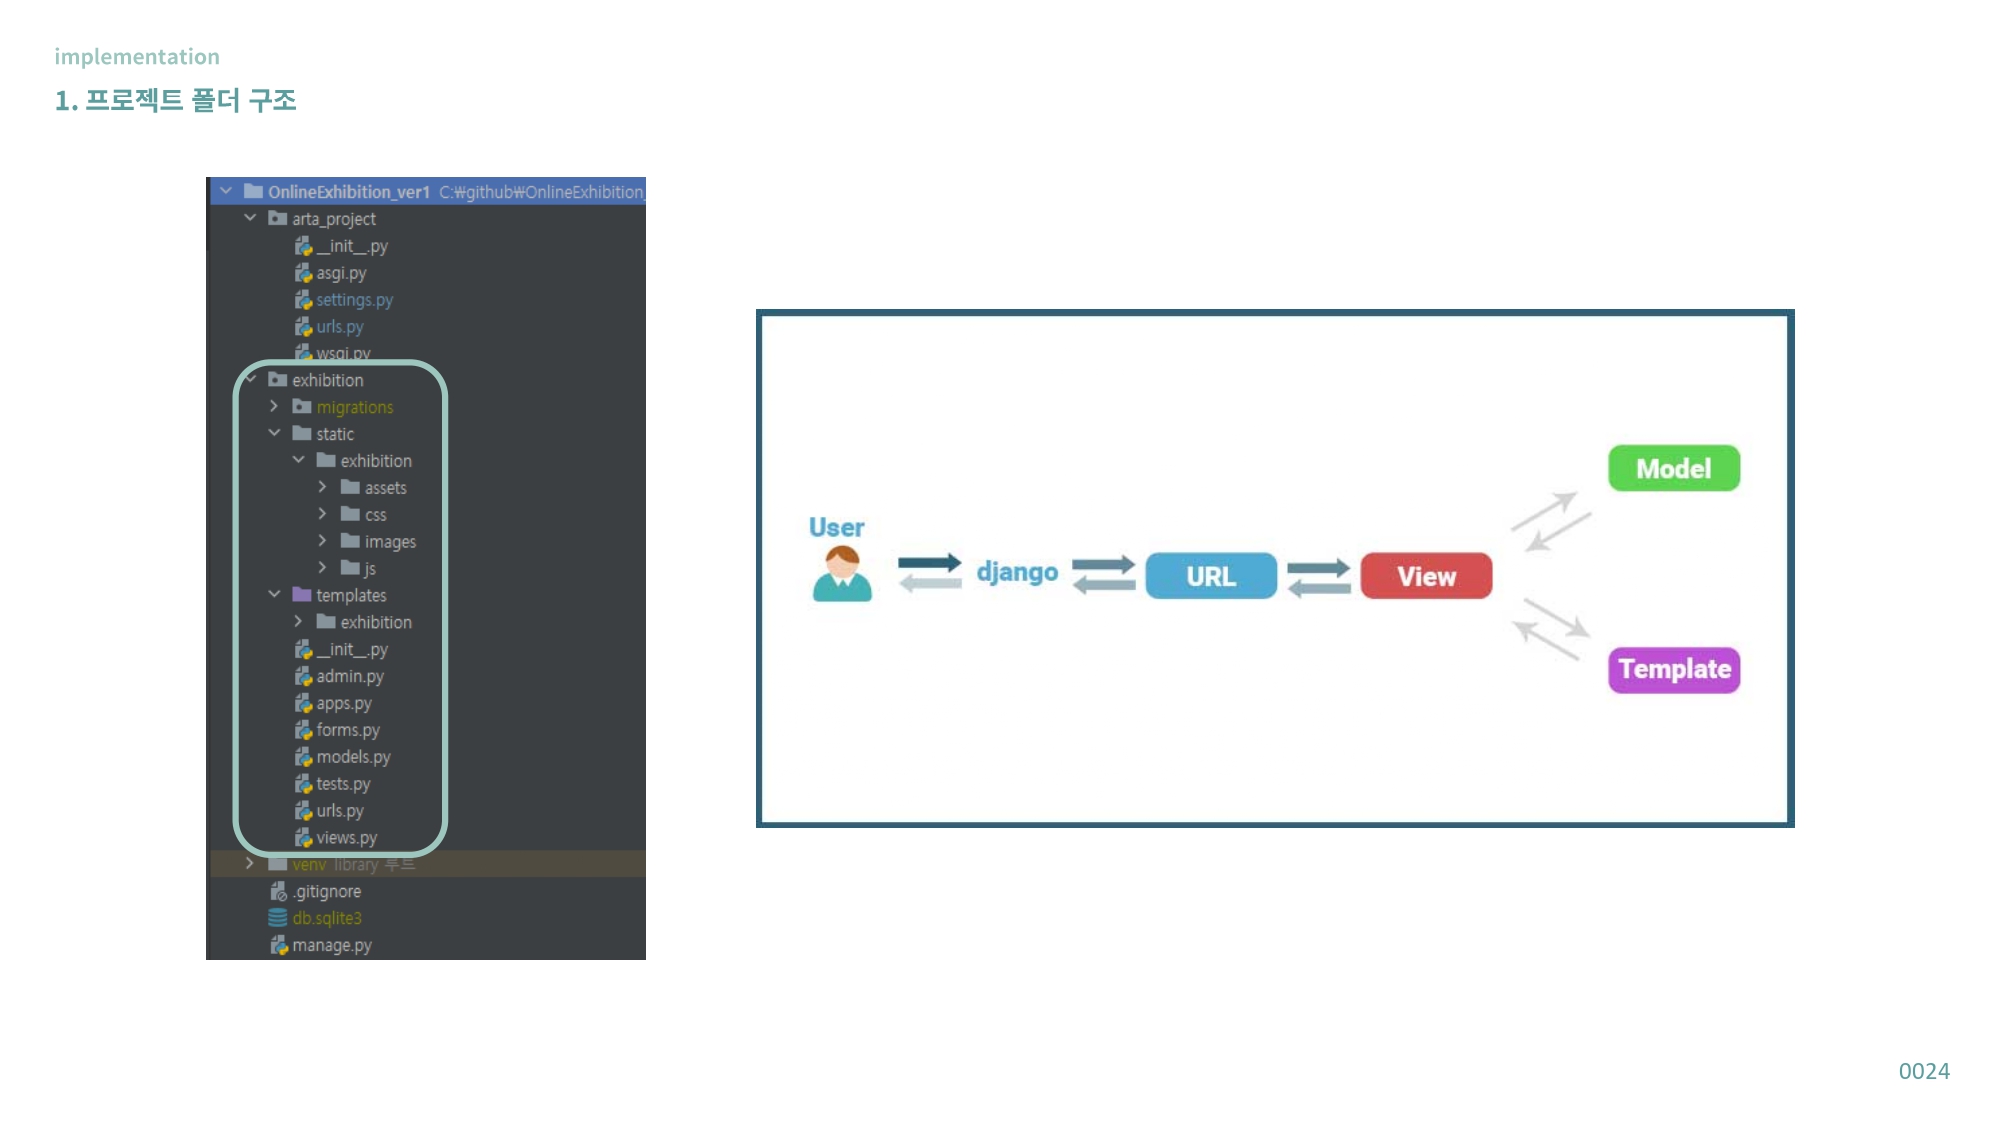 implementation
1. 프로젝트 폴더 구조
OnlineExhibition_ver1 C:₩github₩OnlineExhibition_
arta_project
__init__.py
asgi.py
settings.py
urls.py
wsgi.py
exhibition
migrations
static
exhibition
assets
css
images
js
templates
exhibition
__init__.py
admin.py
apps.py
forms.py
models.py
tests.py
urls.py
views.py
venv library 루트
.gitignore
db.sqlite3
manage.py
User
django
URL
View
Model
Template
0024